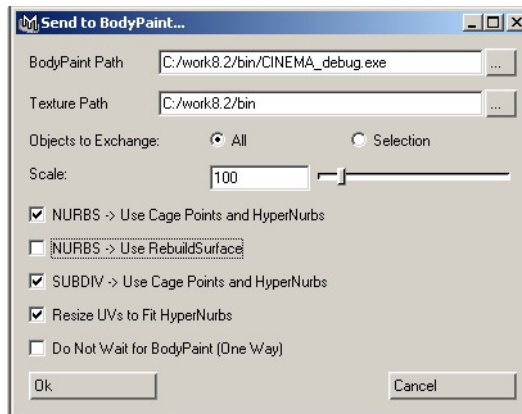 Send to BodyPaint...
BodyPaint Path C:/work8.2/bin/CINEMA_debug.exe ...
Texture Path C:/work8.2/bin ...
Objects to Exchange: All Selection
Scale: 100
NURBS -> Use Cage Points and HyperNurbs
NURBS -> Use RebuildSurface
SUBDIV -> Use Cage Points and HyperNurbs
Resize UVs to Fit HyperNurbs
Do Not Wait for BodyPaint (One Way)
Ok Cancel